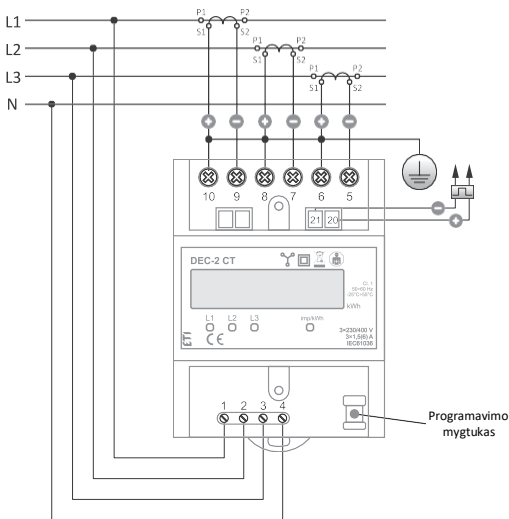 P1 P2
L1
S1 S2
P1 P2
L2
S1 S2
P1 P2
L3
S1 S2
N
+ − + − + −
10 9 8 7 6 5
−
21 20
+
DEC-2 CT
Cl. 1
50÷60 Hz
kWh
L1 L2 L3 imp/kWh
3×230/400 V
3×1,5(6) A
IEC61036
ETI
CE
1 2 3 4
Programavimo
mygtukas